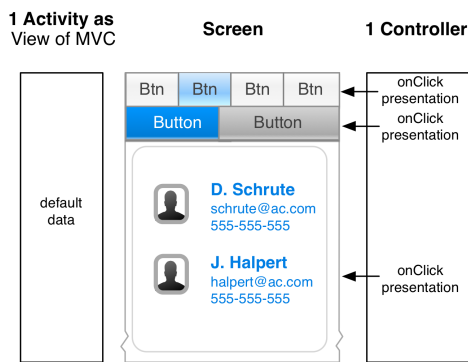 1 Activity as
View of MVC
Screen
1 Controller
Btn Btn Btn Btn
onClick
presentation
Button Button
onClick
presentation
default
data
D. Schrute
schrute@ac.com
555-555-555
J. Halpert
halpert@ac.com
555-555-555
onClick
presentation